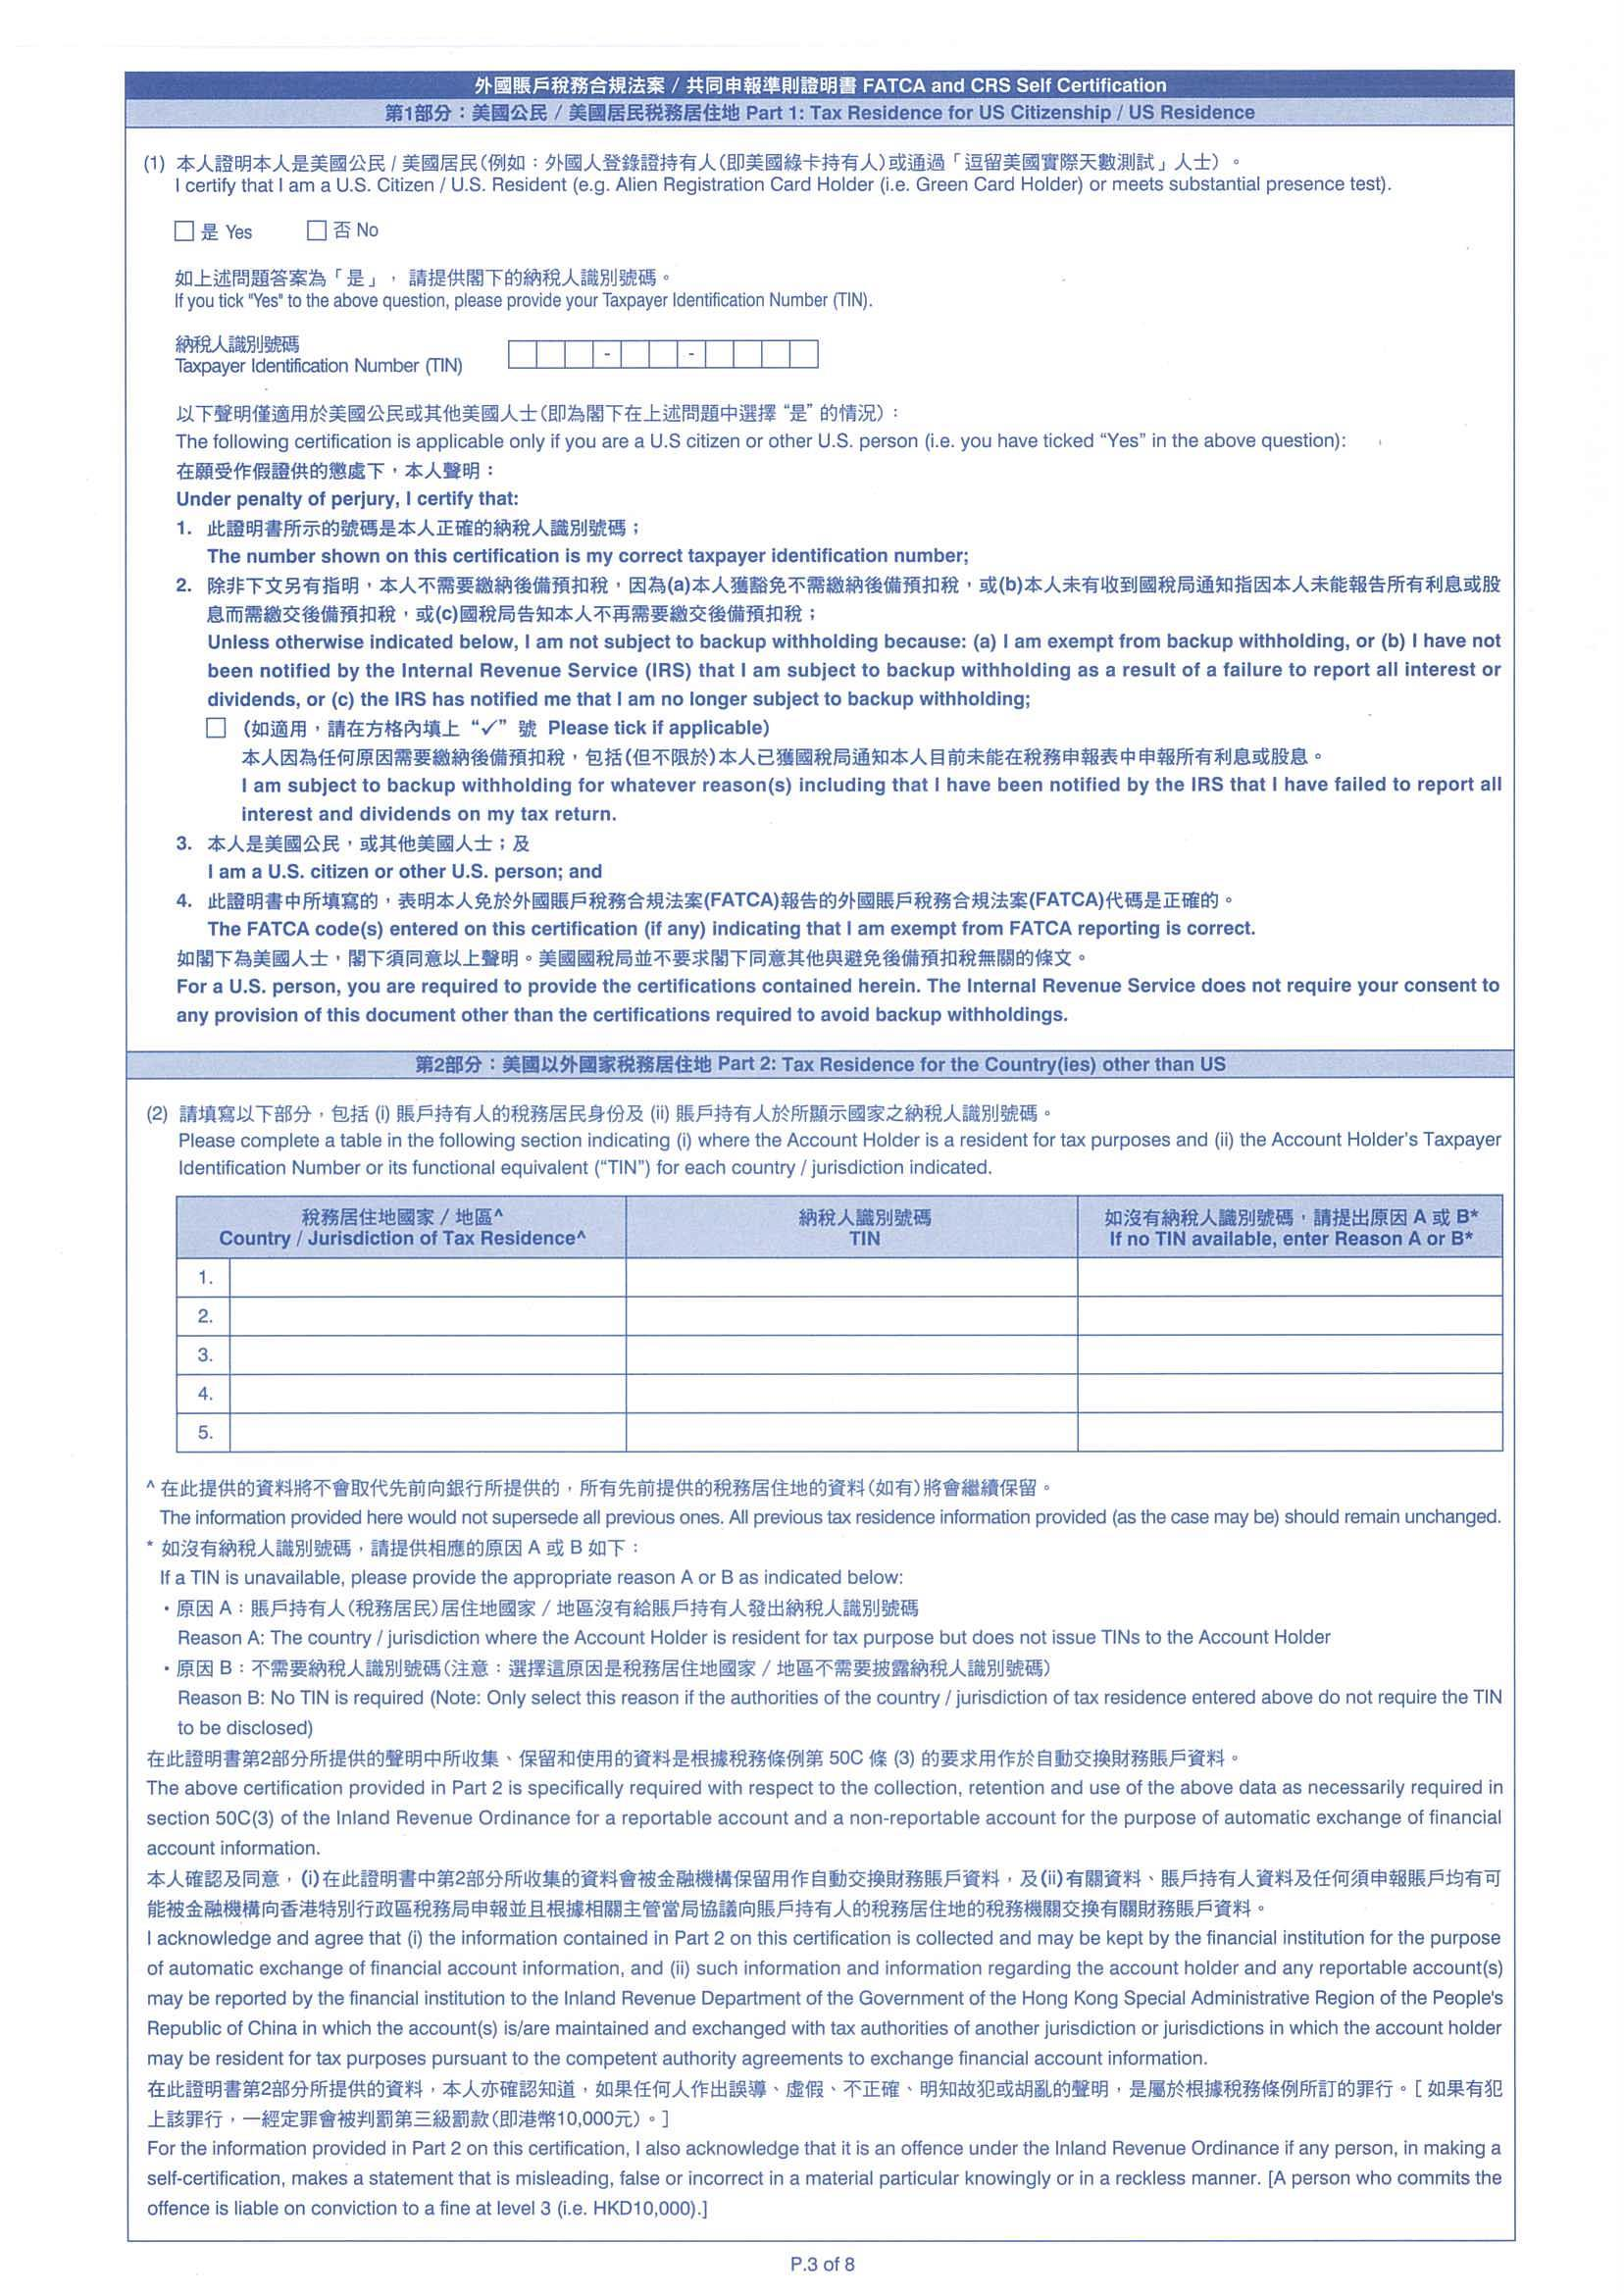 外國賬戶稅務合規法案 / 共同申報準則證明書 FATCA and CRS Self Certification
第1部分：美國公民 / 美國居民税務居住地 Part 1: Tax Residence for US Citizenship / US Residence
(1) 本人證明本人是美國公民 / 美國居民(例如：外國人登錄證持有人(即美國綠卡持有人)或通過「逗留美國實際天數測試」人士)。
I certify that I am a U.S. Citizen / U.S. Resident (e.g. Alien Registration Card Holder (i.e. Green Card Holder) or meets substantial presence test).
□ 是 Yes □ 否 No
如上述問題答案為「是」， 請提供閣下的納稅人識別號碼。
If you tick "Yes" to the above question, please provide your Taxpayer Identification Number (TIN).
納稅人識別號碼
Taxpayer Identification Number (TIN) - -
以下聲明僅適用於美國公民或其他美國人士(即為閣下在上述問題中選擇 “是” 的情況)：
The following certification is applicable only if you are a U.S citizen or other U.S. person (i.e. you have ticked “Yes” in the above question):
在願受作假證供的懲處下，本人聲明：
Under penalty of perjury, I certify that:
1. 此證明書所示的號碼是本人正確的納稅人識別號碼；
The number shown on this certification is my correct taxpayer identification number;
2. 除非下文另有指明，本人不需要繳納後備預扣稅，因為(a)本人獲豁免不需繳納後備預扣稅，或(b)本人未有收到國稅局通知指因本人未能報告所有利息或股
息而需繳交後備預扣稅，或(c)國稅局告知本人不再需要繳交後備預扣稅；
Unless otherwise indicated below, I am not subject to backup withholding because: (a) I am exempt from backup withholding, or (b) I have not
been notified by the Internal Revenue Service (IRS) that I am subject to backup withholding as a result of a failure to report all interest or
dividends, or (c) the IRS has notified me that I am no longer subject to backup withholding;
□ (如適用，請在方格內填上 “✓” 號 Please tick if applicable)
本人因為任何原因需要繳納後備預扣稅，包括(但不限於)本人已獲國稅局通知本人目前未能在稅務申報表中申報所有利息或股息。
I am subject to backup withholding for whatever reason(s) including that I have been notified by the IRS that I have failed to report all
interest and dividends on my tax return.
3. 本人是美國公民，或其他美國人士；及
I am a U.S. citizen or other U.S. person; and
4. 此證明書中所填寫的，表明本人免於外國賬戶稅務合規法案(FATCA)報告的外國賬戶稅務合規法案(FATCA)代碼是正確的。
The FATCA code(s) entered on this certification (if any) indicating that I am exempt from FATCA reporting is correct.
如閣下為美國人士，閣下須同意以上聲明。美國國稅局並不要求閣下同意其他與避免後備預扣稅無關的條文。
For a U.S. person, you are required to provide the certifications contained herein. The Internal Revenue Service does not require your consent to
any provision of this document other than the certifications required to avoid backup withholdings.
第2部分：美國以外國家税務居住地 Part 2: Tax Residence for the Country(ies) other than US
(2) 請填寫以下部分，包括 (i) 賬戶持有人的稅務居民身份及 (ii) 賬戶持有人於所顯示國家之納稅人識別號碼。
Please complete a table in the following section indicating (i) where the Account Holder is a resident for tax purposes and (ii) the Account Holder's Taxpayer
Identification Number or its functional equivalent (“TIN”) for each country / jurisdiction indicated.
稅務居住地國家 / 地區^ 納稅人識別號碼 如沒有納稅人識別號碼，請提出原因 A 或 B*
Country / Jurisdiction of Tax Residence^ TIN If no TIN available, enter Reason A or B*
1.
2.
3.
4.
5.
^ 在此提供的資料將不會取代先前向銀行所提供的，所有先前提供的稅務居住地的資料(如有)將會繼續保留。
The information provided here would not supersede all previous ones. All previous tax residence information provided (as the case may be) should remain unchanged.
* 如沒有納稅人識別號碼，請提供相應的原因 A 或 B 如下：
If a TIN is unavailable, please provide the appropriate reason A or B as indicated below:
• 原因 A：賬戶持有人(稅務居民)居住地國家 / 地區沒有給賬戶持有人發出納稅人識別號碼
Reason A: The country / jurisdiction where the Account Holder is resident for tax purpose but does not issue TINs to the Account Holder
• 原因 B：不需要納稅人識別號碼(注意：選擇這原因是稅務居住地國家 / 地區不需要披露納稅人識別號碼)
Reason B: No TIN is required (Note: Only select this reason if the authorities of the country / jurisdiction of tax residence entered above do not require the TIN
to be disclosed)
在此證明書第2部分所提供的聲明中所收集、保留和使用的資料是根據稅務條例第 50C 條 (3) 的要求用作於自動交換財務賬戶資料。
The above certification provided in Part 2 is specifically required with respect to the collection, retention and use of the above data as necessarily required in
section 50C(3) of the Inland Revenue Ordinance for a reportable account and a non-reportable account for the purpose of automatic exchange of financial
account information.
本人確認及同意，(i)在此證明書中第2部分所收集的資料會被金融機構保留用作自動交換財務賬戶資料，及(ii)有關資料、賬戶持有人資料及任何須申報賬戶均有可
能被金融機構向香港特別行政區稅務局申報並且根據相關主管當局協議向賬戶持有人的稅務居住地的稅務機關交換有關財務賬戶資料。
I acknowledge and agree that (i) the information contained in Part 2 on this certification is collected and may be kept by the financial institution for the purpose
of automatic exchange of financial account information, and (ii) such information and information regarding the account holder and any reportable account(s)
may be reported by the financial institution to the Inland Revenue Department of the Government of the Hong Kong Special Administrative Region of the People's
Republic of China in which the account(s) is/are maintained and exchanged with tax authorities of another jurisdiction or jurisdictions in which the account holder
may be resident for tax purposes pursuant to the competent authority agreements to exchange financial account information.
在此證明書第2部分所提供的資料，本人亦確認知道，如果任何人作出誤導、虛假、不正確、明知故犯或胡亂的聲明，是屬於根據稅務條例所訂的罪行。[ 如果有犯
上該罪行，一經定罪會被判罰第三級罰款(即港幣10,000元)。]
For the information provided in Part 2 on this certification, I also acknowledge that it is an offence under the Inland Revenue Ordinance if any person, in making a
self-certification, makes a statement that is misleading, false or incorrect in a material particular knowingly or in a reckless manner. [A person who commits the
offence is liable on conviction to a fine at level 3 (i.e. HKD10,000).]
P.3 of 8